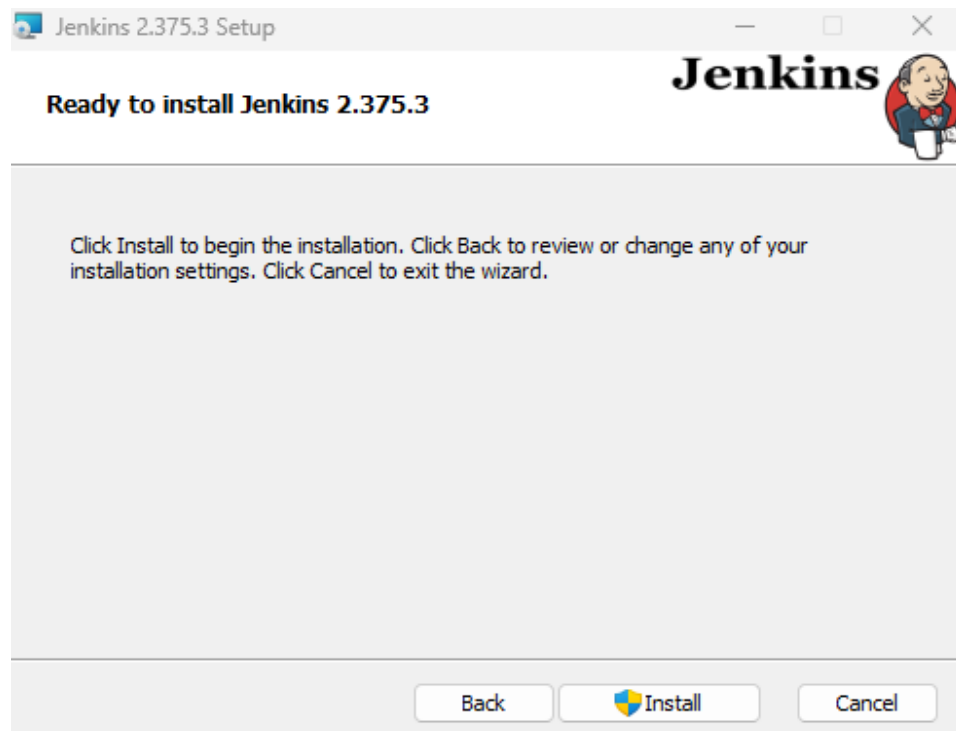 Jenkins 2.375.3 Setup
Jenkins
Ready to install Jenkins 2.375.3
Click Install to begin the installation. Click Back to review or change any of your
installation settings. Click Cancel to exit the wizard.
Back
Install
Cancel